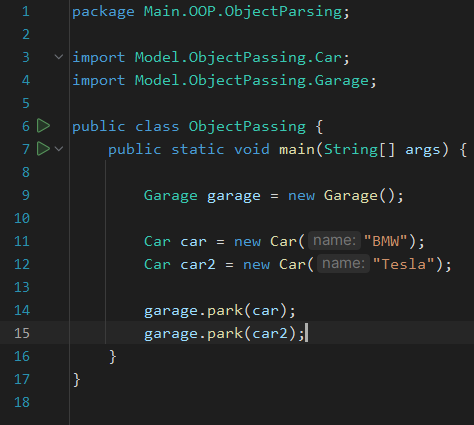 1 package Main.OOP.ObjectParsing;
2
3 import Model.ObjectPassing.Car;
4 import Model.ObjectPassing.Garage;
5
6 public class ObjectPassing {
7     public static void main(String[] args) {
8
9         Garage garage = new Garage();
10
11         Car car = new Car( name: "BMW");
12         Car car2 = new Car( name: "Tesla");
13
14         garage.park(car);
15         garage.park(car2);
16     }
17 }
18